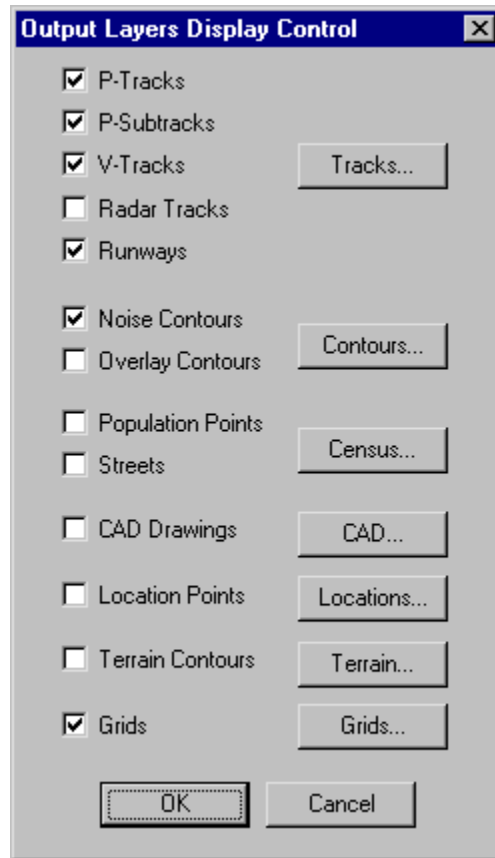 Output Layers Display Control
P-Tracks
P-Subtracks
V-Tracks
Tracks...
Radar Tracks
Runways
Noise Contours
Contours...
Overlay Contours
Population Points
Census...
Streets
CAD Drawings
CAD...
Location Points
Locations...
Terrain Contours
Terrain...
Grids
Grids...
OK
Cancel